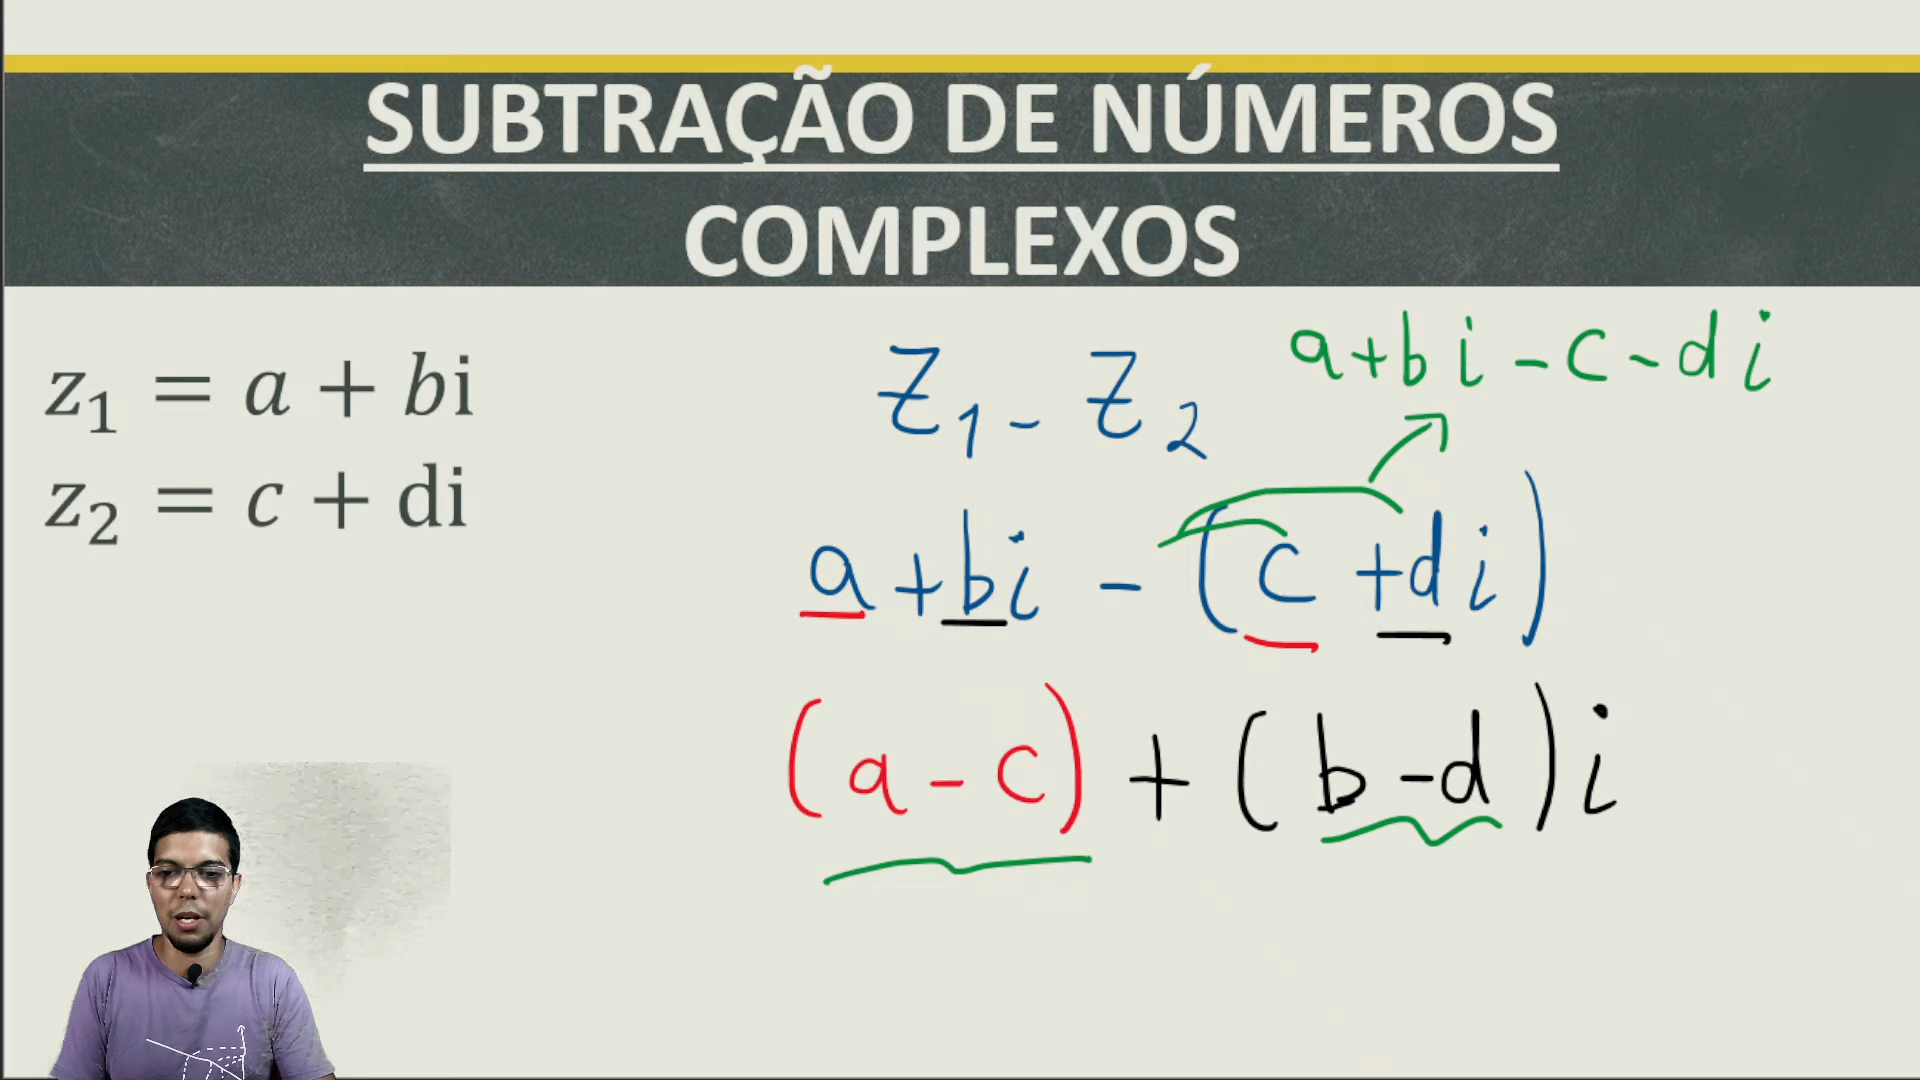 SUBTRAÇÃO DE NÚMEROS
COMPLEXOS
z₁ = a + bi
z₂ = c + di
a+bi-c-di
Z₁ - Z₂
a+bi - (c+di)
(a-c) + (b-d)i